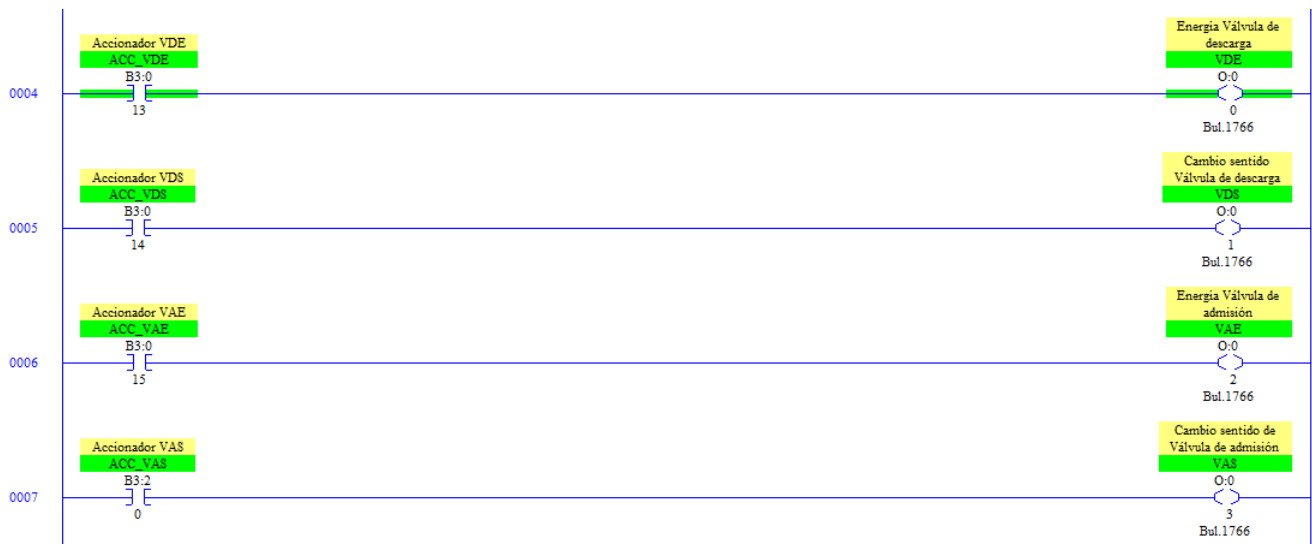 Accionador VDE
ACC_VDE
B3:0
13
0004
Energía Válvula de
descarga
VDE
O:0
0
Bul.1766
Accionador VDS
ACC_VDS
B3:0
14
0005
Cambio sentido
Válvula de descarga
VDS
O:0
1
Bul.1766
Accionador VAE
ACC_VAE
B3:0
15
0006
Energía Válvula de
admisión
VAE
O:0
2
Bul.1766
Accionador VAS
ACC_VAS
B3:2
0
0007
Cambio sentido de
Válvula de admisión
VAS
O:0
3
Bul.1766